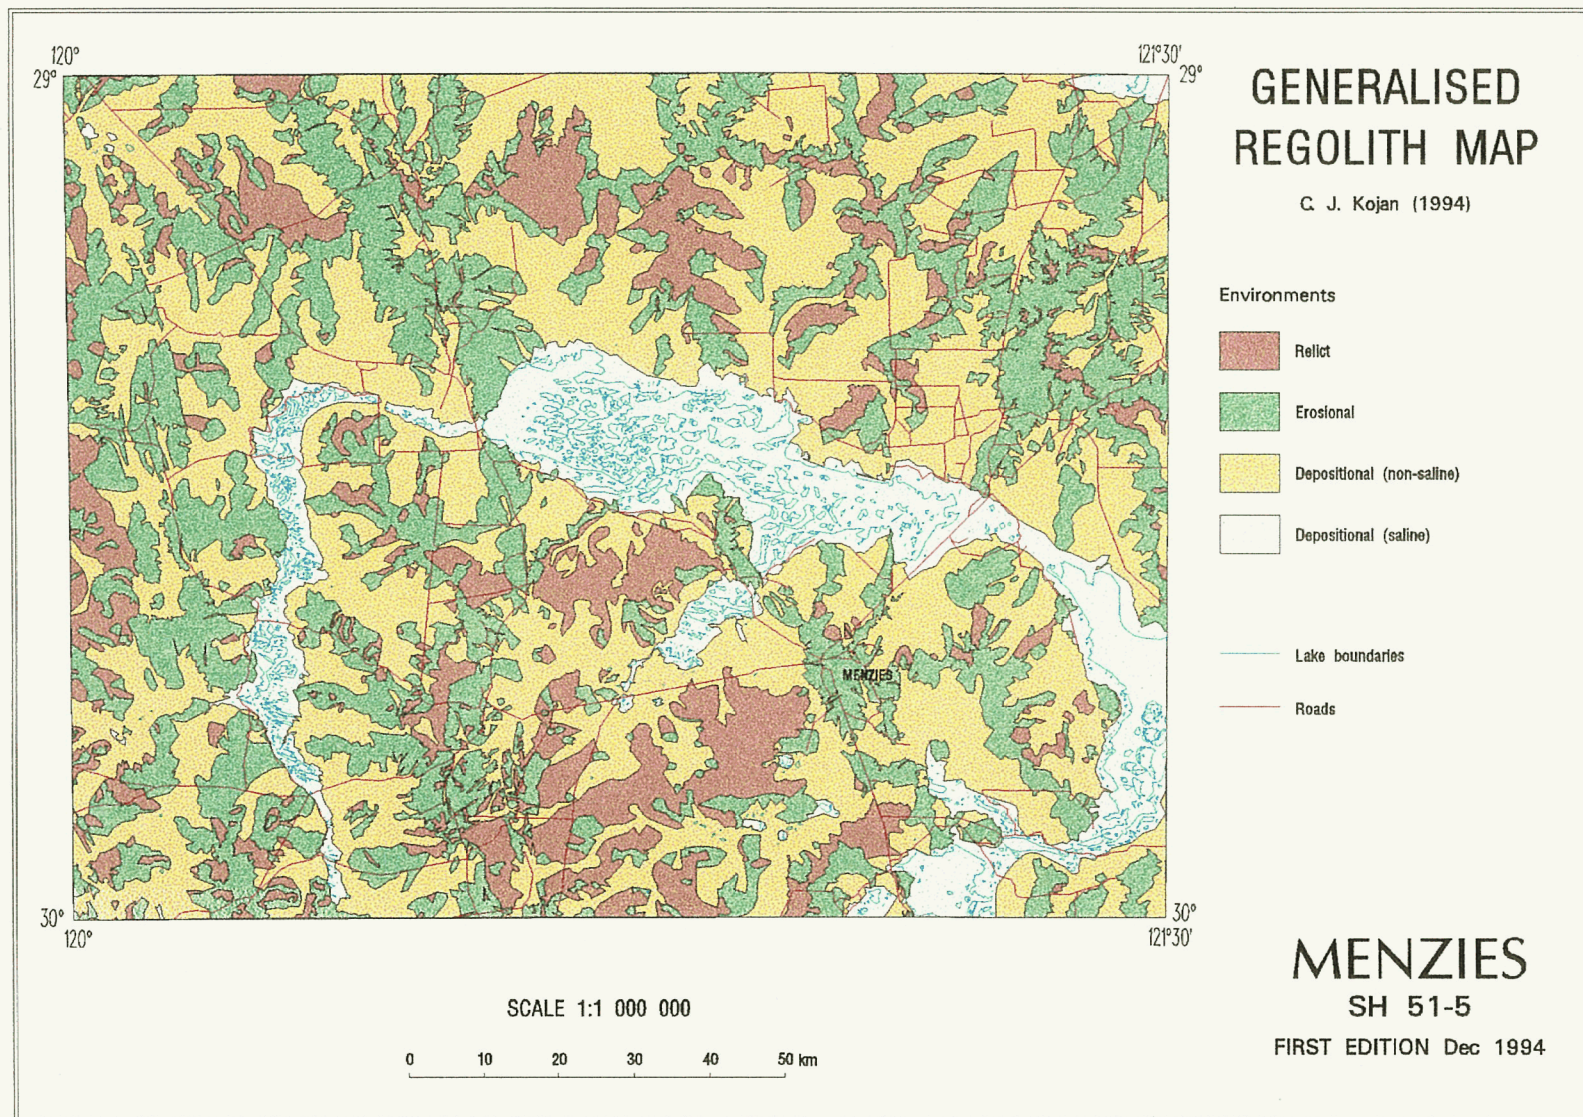 120°
121°30'
29°
29°
GENERALISED
REGOLITH MAP
C. J. Kojan (1994)
Environments
Relict
Erosional
Depositional (non-saline)
Depositional (saline)
Lake boundaries
Roads
MENZIES
30°
30°
120°
121°30'
MENZIES
SH 51-5
FIRST EDITION Dec 1994
SCALE 1:1 000 000
0 10 20 30 40 50 km